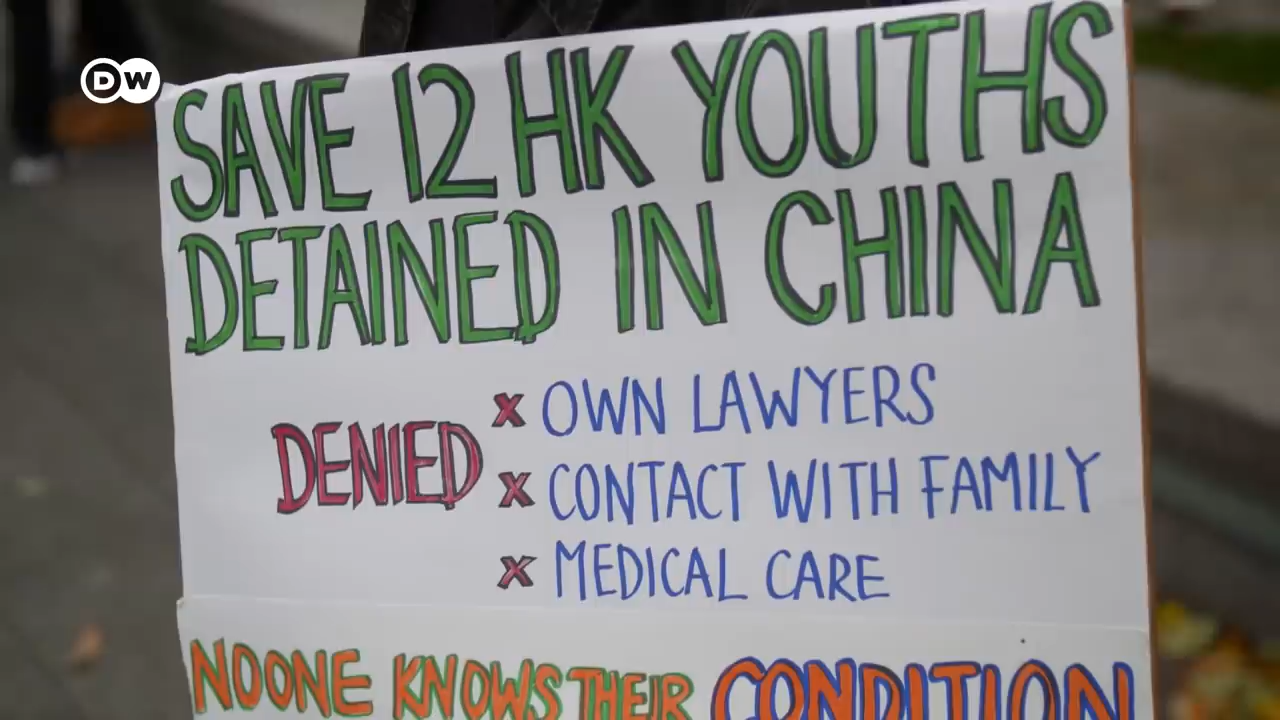 DW
SAVE 12 HK YOUTHS
DETAINED IN CHINA
DENIED
x OWN LAWYERS
x CONTACT WITH FAMILY
x MEDICAL CARE
NOONE KNOWS THEIR CONDITION